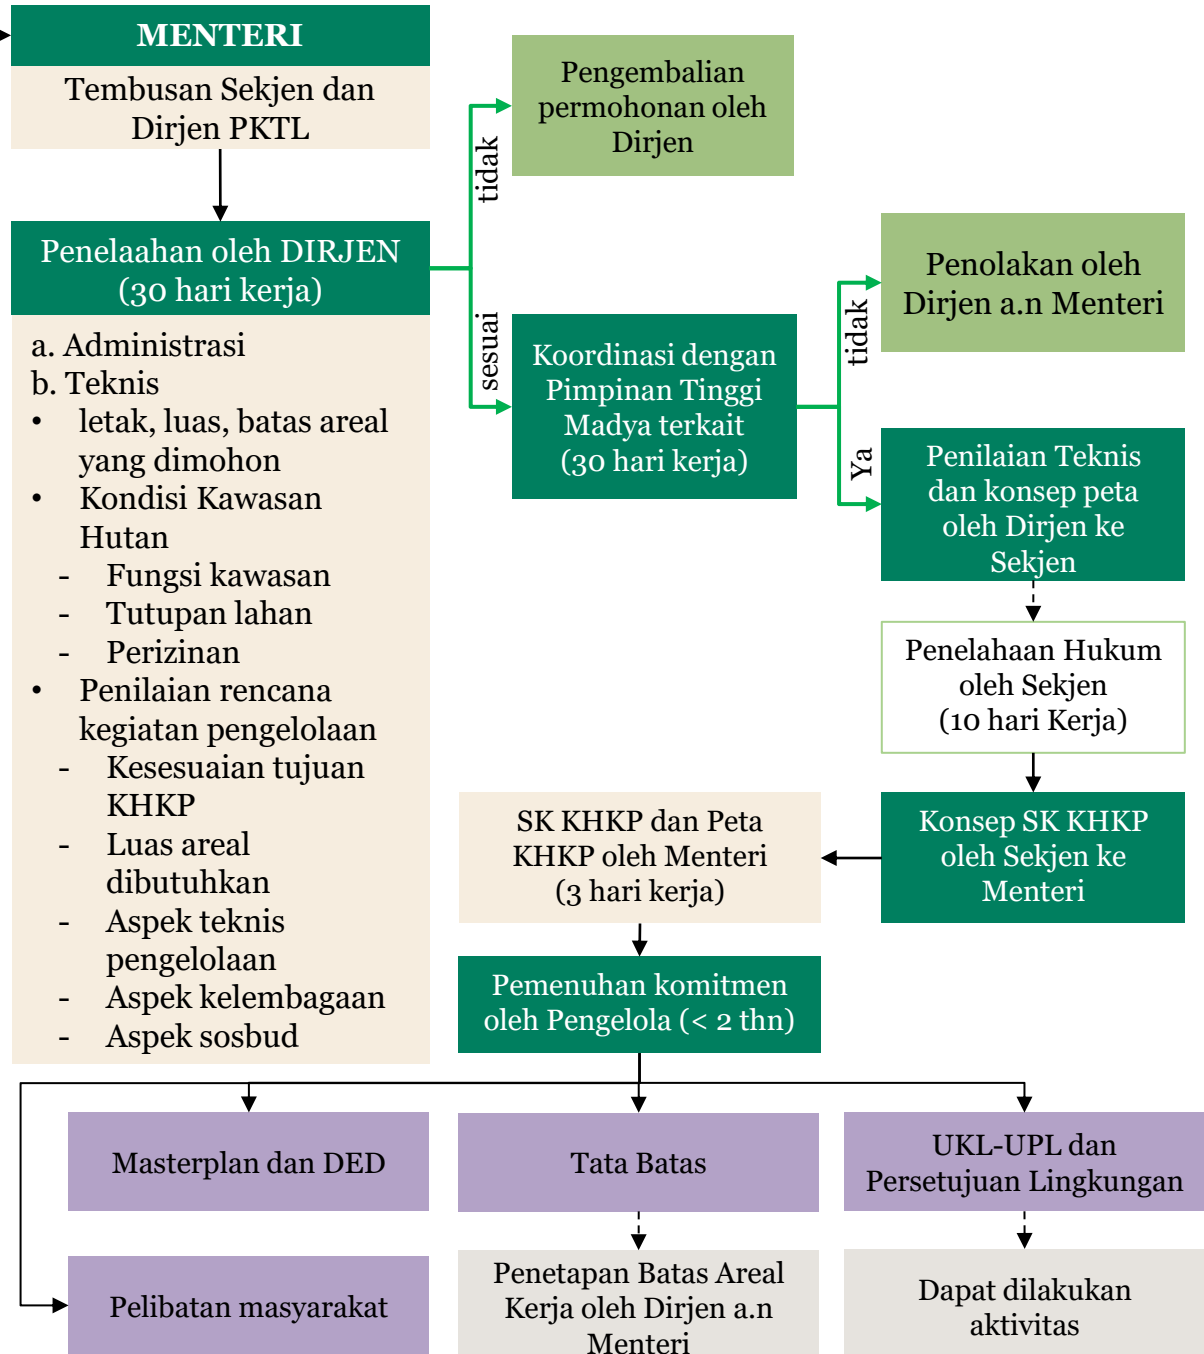 MENTERI
Tembusan Sekjen dan
Dirjen PKTL
Pengembalian
permohonan oleh
Dirjen
tidak
Penelaahan oleh DIRJEN
(30 hari kerja)
sesuai
Koordinasi dengan
Pimpinan Tinggi
Madya terkait
(30 hari kerja)
tidak
Penolakan oleh
Dirjen a.n Menteri
Ya
Penilaian Teknis
dan konsep peta
oleh Dirjen ke
Sekjen
a. Administrasi
b. Teknis
• letak, luas, batas areal
yang dimohon
• Kondisi Kawasan
Hutan
- Fungsi kawasan
- Tutupan lahan
- Perizinan
• Penilaian rencana
kegiatan pengelolaan
- Kesesuaian tujuan
KHKP
- Luas areal
dibutuhkan
- Aspek teknis
pengelolaan
- Aspek kelembagaan
- Aspek sosbud
Penelahaan Hukum
oleh Sekjen
(10 hari Kerja)
Konsep SK KHKP
oleh Sekjen ke
Menteri
SK KHKP dan Peta
KHKP oleh Menteri
(3 hari kerja)
Pemenuhan komitmen
oleh Pengelola (< 2 thn)
Masterplan dan DED
Tata Batas
UKL-UPL dan
Persetujuan Lingkungan
Pelibatan masyarakat
Penetapan Batas Areal
Kerja oleh Dirjen a.n
Menteri
Dapat dilakukan
aktivitas